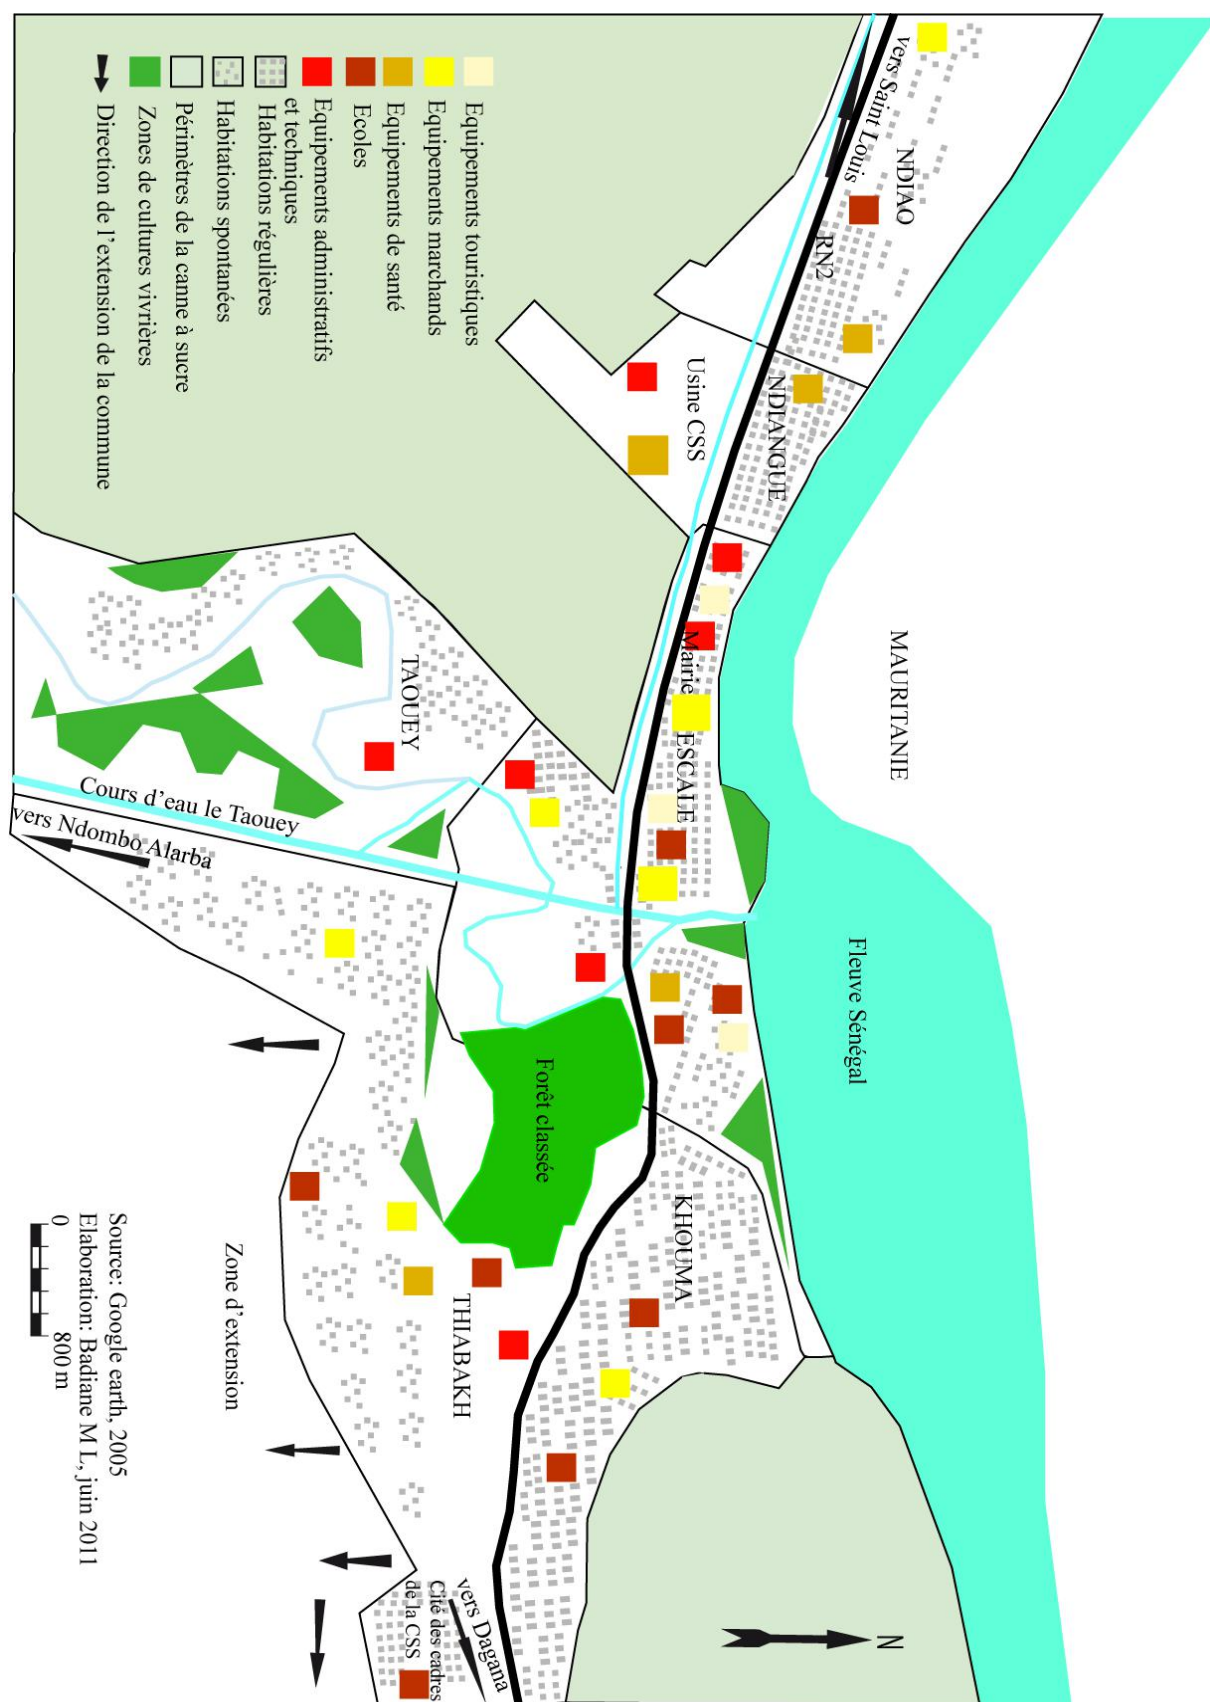 vers Saint Louis
NDIAO
RN2
NDIANGUE
Usine CSS
Mairie
ESCALE
MAURITANIE
Fleuve Sénégal
TAOUEY
Cours d'eau le Taouey
vers Ndombo Alarba
Forêt classée
KHOUMA
THIABAKH
Zone d'extension
vers Dagana
Cité des cadres
de la CSS
N
Equipements touristiques
Equipements marchands
Equipements de santé
Ecoles
Equipements administratifs
et techniques
Habitations régulières
Habitations spontanées
Périmètres de la canne à sucre
Zones de cultures vivrières
Direction de l'extension de la commune
Source: Google earth, 2005
Elaboration: Badiane M L, juin 2011
0 800 m